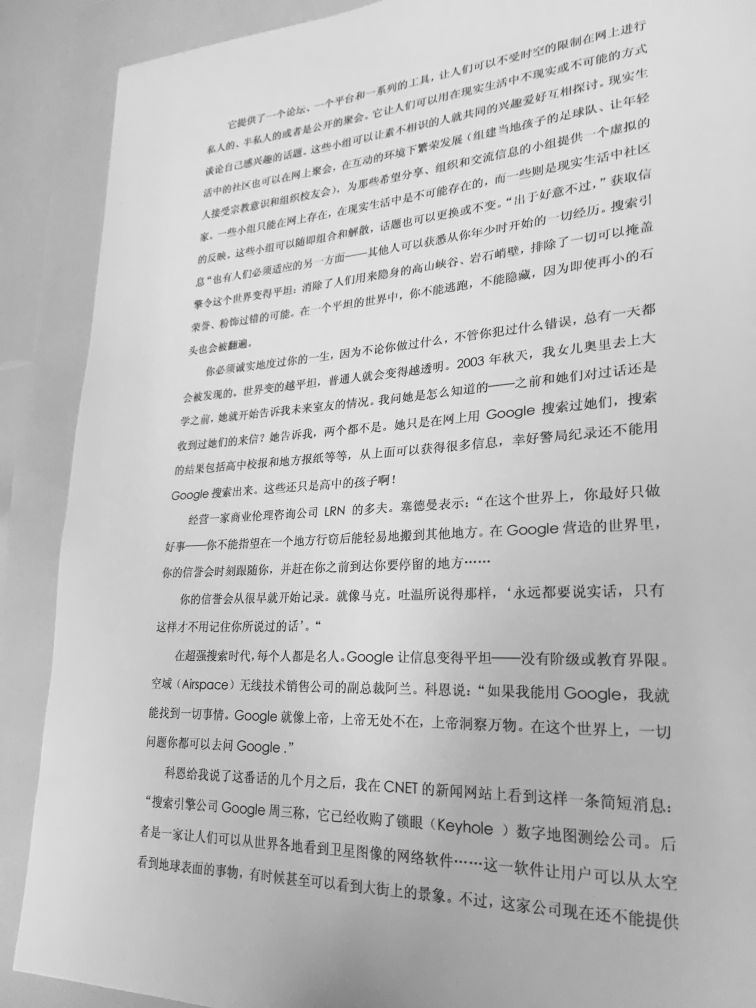 它提供了一个论坛、一个平台和一系列的工具，让人们可以不受时空的限制在网上进行
私人的、半私人的或者是公开的聚会。它让人们可以用在现实生活中不现实或不可能的方式
谈论自己感兴趣的话题。这些小组可以让素不相识的人就共同的兴趣爱好互相探讨。现实生
活中的社区也可以在网上聚会，在互动的环境下繁荣发展（组建当地孩子的足球队、让年轻
人接受宗教意识和组织校友会），为那些希望分享、组织和交流信息的小组提供一个虚拟的
家。一些小组只能在网上存在，在现实生活中是不可能存在的，而一些则是现实生活中社区
的反映。这些小组可以随即组合和解散，话题也可以更换或不变。“出于好意不过，”获取信
息“也有人们必须适应的另一方面——其他人可以获悉从你年少时开始的一切经历。搜索引
擎令这个世界变得平坦：消除了人们用来隐身的高山峡谷、岩石峭壁，排除了一切可以掩盖
荣誉、粉饰过错的可能。在一个平坦的世界中，你不能逃跑，不能隐藏，因为即使再小的石
头也会被翻遍。
你必须诚实地度过你的一生，因为不论你做过什么，不管你犯过什么错误，总有一天都
会被发现的。世界变的越平坦，普通人就会变得越透明。2003 年秋天，我女儿奥里去上大
学之前，她就开始告诉我未来室友的情况。我问她是怎么知道的——之前和她们对过话还是
收到过她们的来信？她告诉我，两个都不是。她只是在网上用 Google 搜索过她们，搜索
的结果包括高中校报和地方报纸等等，从上面可以获得很多信息，幸好警局纪录还不能用
Google 搜索出来。这些还只是高中的孩子啊！
经营一家商业伦理咨询公司 LRN 的多夫。塞德曼表示：“在这个世界上，你最好只做
好事——你不能指望在一个地方行窃后能轻易地搬到其他地方。在 Google 营造的世界里，
你的信誉会时刻跟随你，并赶在你之前到达你要停留的地方……
你的信誉会从很早就开始记录。就像马克。吐温所说得那样，‘永远都要说实话，只有
这样才不用记住你所说过的话’。“
在超强搜索时代，每个人都是名人。Google 让信息变得平坦——没有阶级或教育界限。
空域（Airspace）无线技术销售公司的副总裁阿兰。科恩说：“如果我能用 Google，我就
能找到一切事情。Google 就像上帝，上帝无处不在，上帝洞察万物。在这个世界上，一切
问题你都可以去问 Google .”
科恩给我说了这番话的几个月之后，我在 CNET 的新闻网站上看到这样一条简短消息：
“搜索引擎公司 Google 周三称，它已经收购了锁眼（Keyhole ）数字地图测绘公司。后
者是一家让人们可以从世界各地看到卫星图像的网络软件……这一软件让用户可以从太空
看到地球表面的事物，有时候甚至可以看到大街上的景象。不过，这家公司现在还不能提供